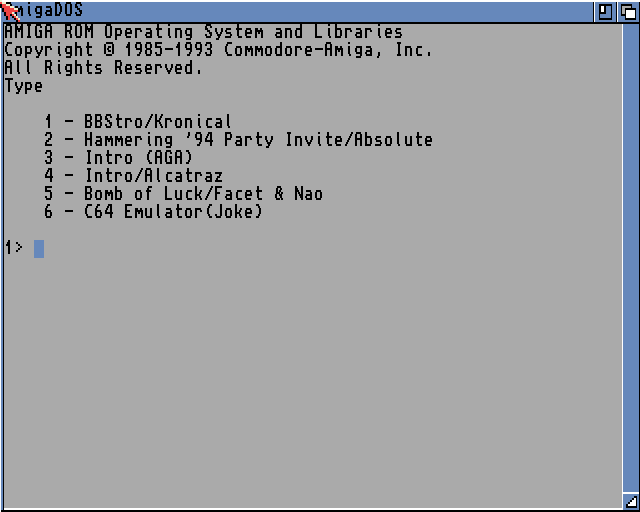 AmigaDOS
AMIGA ROM Operating System and Libraries
Copyright © 1985-1993 Commodore-Amiga, Inc.
All Rights Reserved.
Type
1 - BBStro/Kronical
2 - Hammering '94 Party Invite/Absolute
3 - Intro (AGA)
4 - Intro/Alcatraz
5 - Bomb of Luck/Facet & Nao
6 - C64 Emulator(Joke)
1>